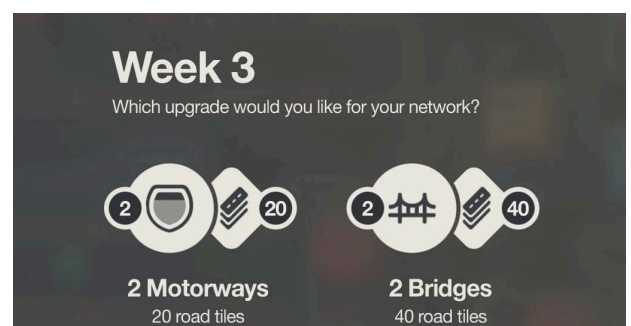 Week 3
Which upgrade would you like for your network?
2 20 2 40
2 Motorways 2 Bridges
20 road tiles 40 road tiles